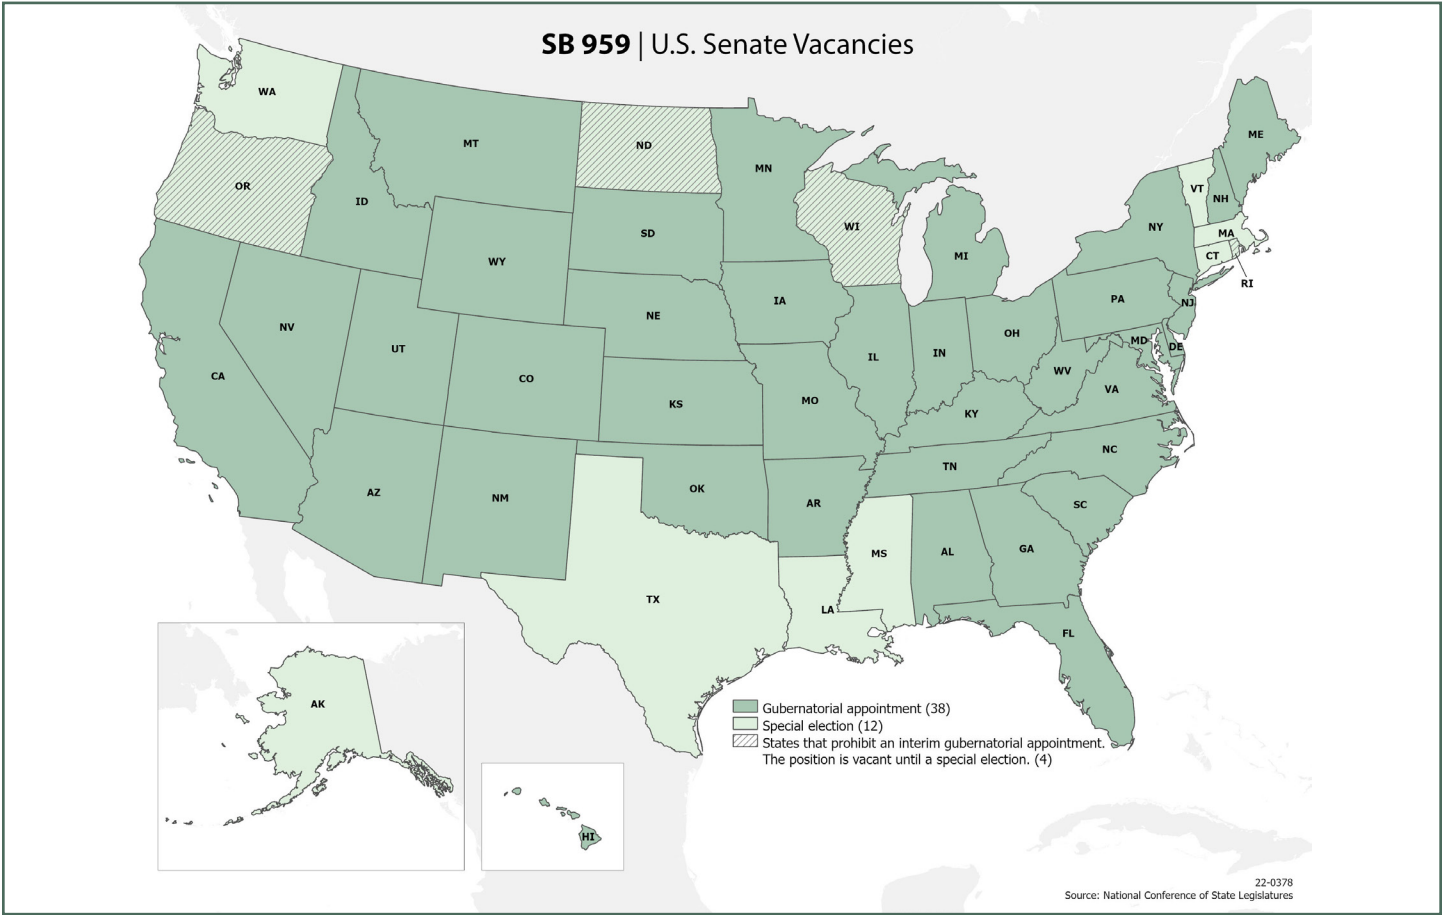 SB 959 | U.S. Senate Vacancies
WA
MT
ND
MN
ME
OR
ID
SD
WI
VT
NH
NY
MA
CT
RI
MI
WY
IA
PA
NJ
NE
NV
UT
OH
MD
DE
IN
IL
CA
CO
WV
VA
KS
MO
KY
NC
TN
AZ
NM
OK
AR
SC
MS
AL
GA
TX
LA
FL
AK
HI
Gubernatorial appointment (38)
Special election (12)
States that prohibit an interim gubernatorial appointment.
The position is vacant until a special election. (4)
22-0378
Source: National Conference of State Legislatures